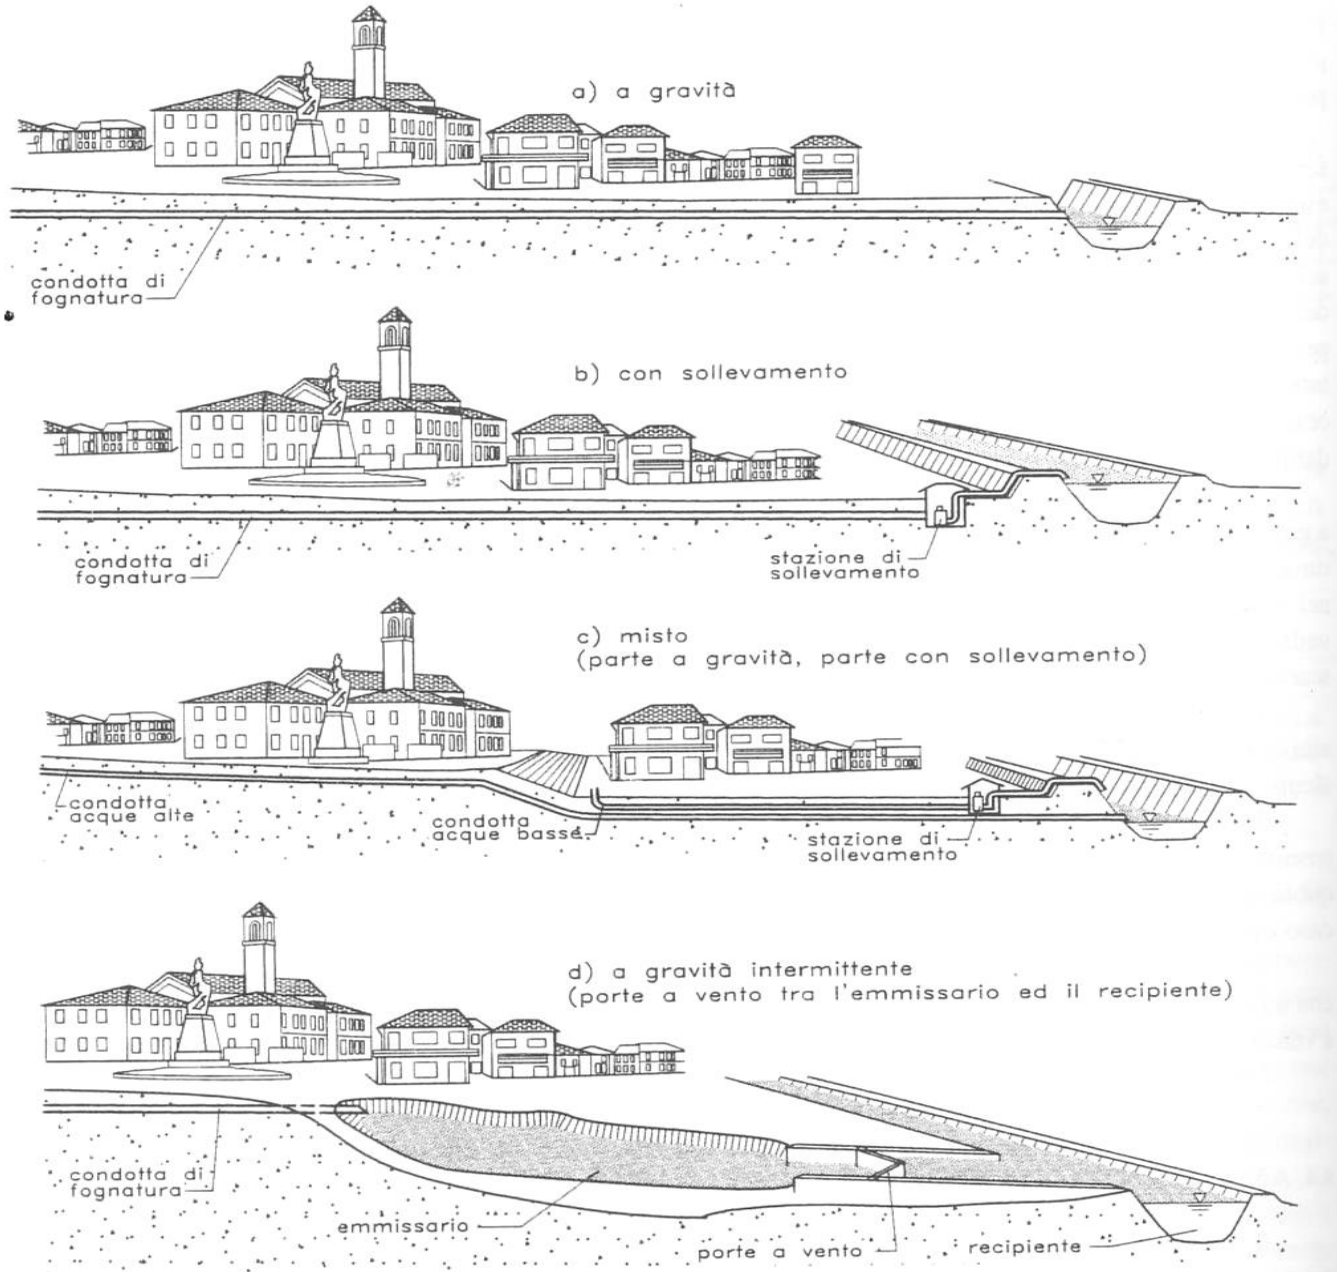 a) a gravità
condotta di
fognatura
b) con sollevamento
condotta di
fognatura
stazione di
sollevamento
c) misto
(parte a gravità, parte con sollevamento)
condotta
acque alte
condotta
acque basse
stazione di
sollevamento
d) a gravità intermittente
(porte a vento tra l'emmissario ed il recipiente)
condotta di
fognatura
emmissario
porte a vento
recipiente